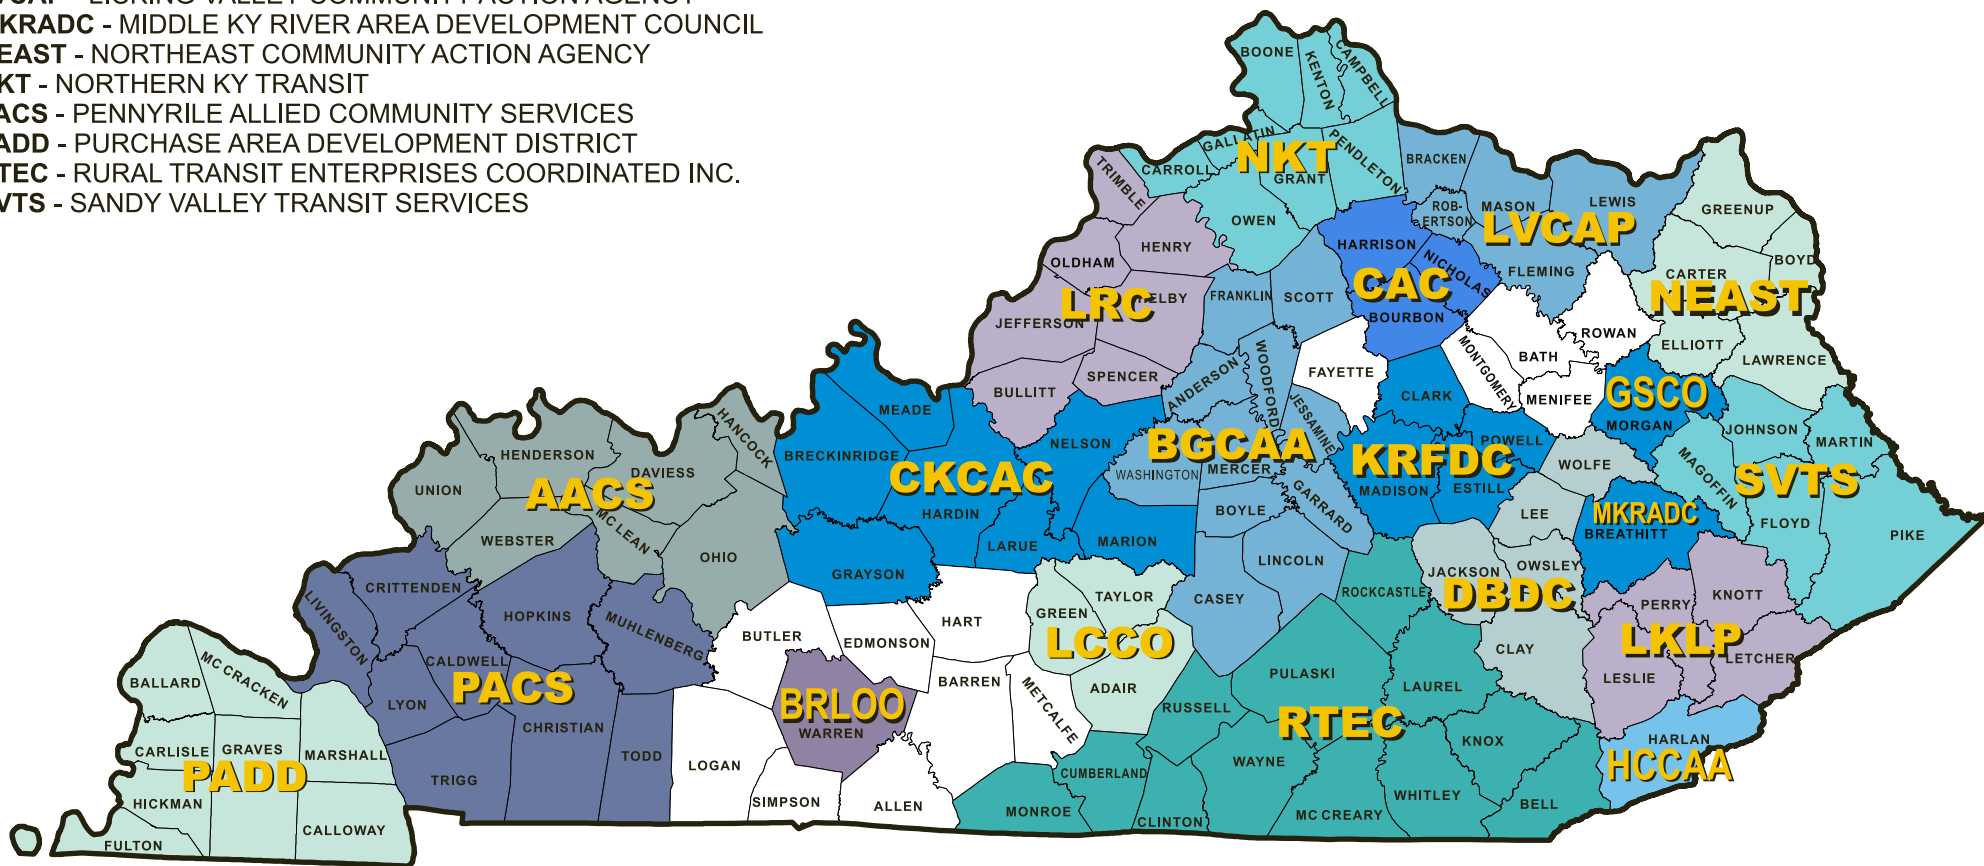 VCAP - LICKING VALLEY COMMUNITY ACTION AGENCY
KRADC - MIDDLE KY RIVER AREA DEVELOPMENT COUNCIL
EAST - NORTHEAST COMMUNITY ACTION AGENCY
KT - NORTHERN KY TRANSIT
ACS - PENNYRILE ALLIED COMMUNITY SERVICES
ADD - PURCHASE AREA DEVELOPMENT DISTRICT
TEC - RURAL TRANSIT ENTERPRISES COORDINATED INC.
VTS - SANDY VALLEY TRANSIT SERVICES
BOONE
KENTON
CAMPBELL
GALLATIN
PENDLETON
NKT
CARROLL
GRANT
OWEN
TRIMBLE
HENRY
OLDHAM
LRC
HELBY
JEFFERSON
SPENCER
BULLITT
BRACKEN
ROB-
ERTSON
MASON
LEWIS
LVCAP
FLEMING
GREENUP
CARTER
BOYD
NEAST
ELLIOTT
LAWRENCE
HARRISON
NICHOLAS
CAC
BOURBON
FRANKLIN
SCOTT
WOODFORD
ANDERSON
JESSAMINE
BGCAA
WASHINGTON
MERCER
GARRARD
BOYLE
LINCOLN
CASEY
FAYETTE
MONTGOMERY
BATH
ROWAN
MENIFEE
GSCO
MORGAN
CLARK
POWELL
KRFDC
MADISON
ESTILL
WOLFE
LEE
OWSLEY
JACKSON
DBDC
CLAY
MKRADC
BREATHITT
JOHNSON
MARTIN
MAGOFFIN
SVTS
FLOYD
PIKE
PERRY
KNOTT
LKLP
LETCHER
LESLIE
HARLAN
HCCAA
MEADE
BRECKINRIDGE
NELSON
CKCAC
HARDIN
LARUE
MARION
GRAYSON
HANCOCK
HENDERSON
DAVIESS
UNION
AACS
MC LEAN
WEBSTER
OHIO
CRITTENDEN
LIVINGSTON
HOPKINS
MUHLENBERG
CALDWELL
PACS
LYON
CHRISTIAN
TODD
TRIGG
BALLARD
MC CRACKEN
CARLISLE
GRAVES
MARSHALL
PADD
HICKMAN
CALLOWAY
FULTON
BUTLER
EDMONSON
HART
BARREN
METCALFE
BRLOO
WARREN
LOGAN
SIMPSON
ALLEN
GREEN
TAYLOR
LCCO
ADAIR
ROCKCASTLE
PULASKI
LAUREL
RUSSELL
RTEC
WAYNE
KNOX
CUMBERLAND
MONROE
CLINTON
MC CREARY
WHITLEY
BELL